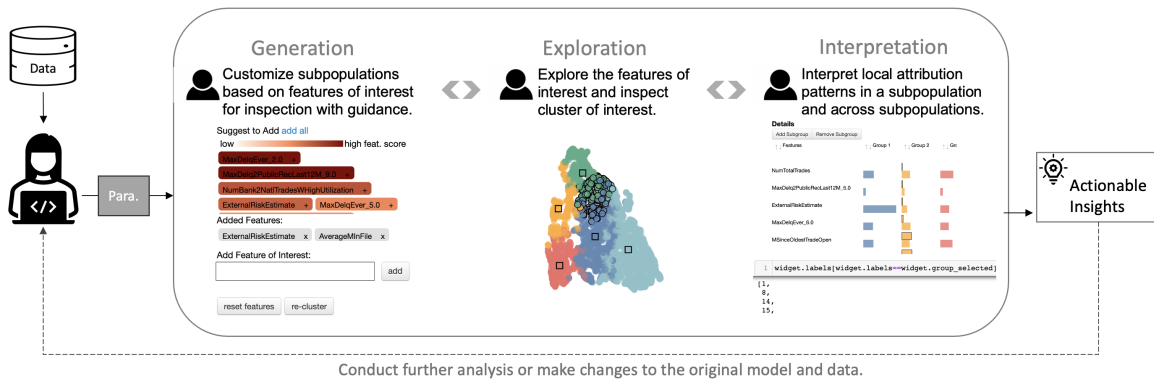 Data
</>
Para.
Generation
Customize subpopulations
based on features of interest
for inspection with guidance.
Suggest to Add add all
low high feat. score
MaxDelqEver_2.0 +
MaxDelq2PublicRecLast12M_9.0 +
NumBank2NatlTradesWHighUtilization +
ExternalRiskEstimate + MaxDelqEver_5.0 +
Added Features:
ExternalRiskEstimate x AverageMInFile x
Add Feature of Interest:
add
reset features re-cluster
Exploration
Explore the features of
interest and inspect
cluster of interest.
Interpretation
Interpret local attribution
patterns in a subpopulation
and across subpopulations.
Details
Add Subgroup Remove Subgroup
Features Group 1 Group 2 Gr
NumTotalTrades
MaxDelq2PublicRecLast12M_5.0
ExternalRiskEstimate
MaxDelqEver_6.0
MSinceOldestTradeOpen
1 widget.labels[widget.labels==widget.group_selected]
[1,
8,
14,
15,
Actionable
Insights
Conduct further analysis or make changes to the original model and data.